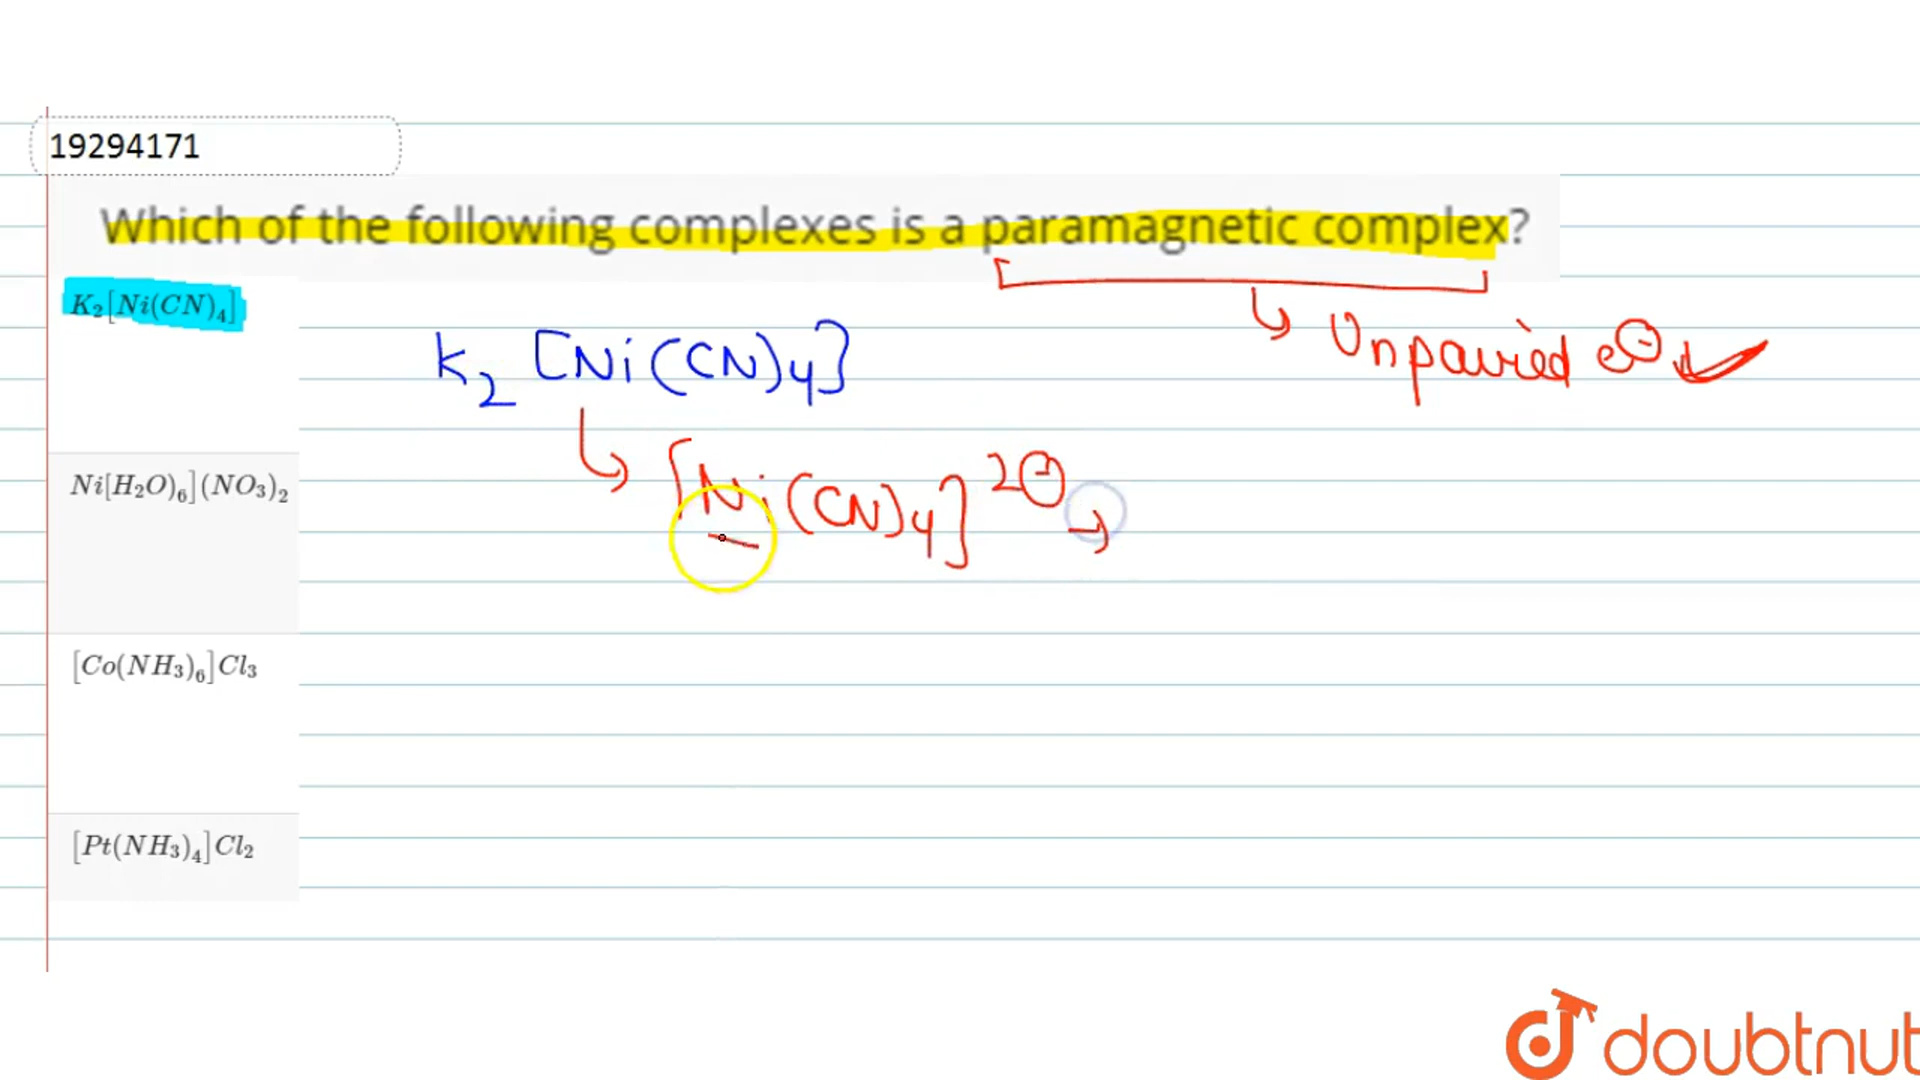 19294171
Which of the following complexes is a paramagnetic complex?
K₂[Ni(CN)₄]
K₂ [Ni(CN)₄]
Unpaired e⊖
[Ni(CN)₄]²⊖ →
Ni[H₂O)₆](NO₃)₂
[Co(NH₃)₆]Cl₃
[Pt(NH₃)₄]Cl₂
doubtnut